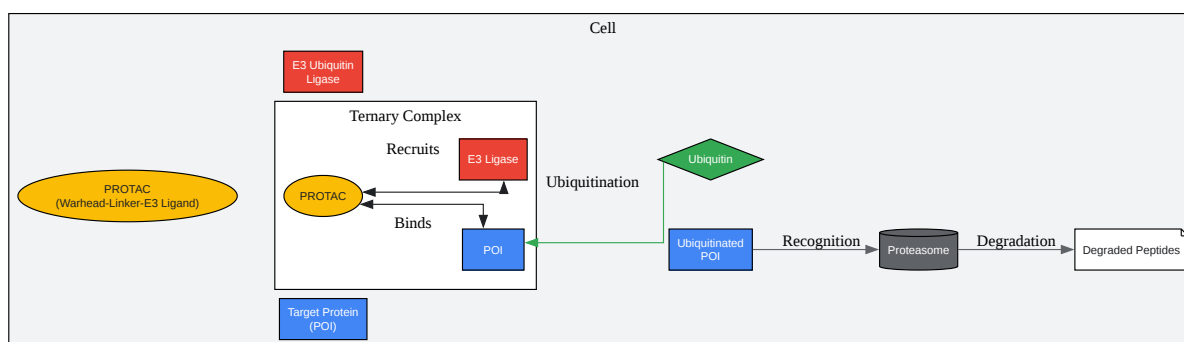 Cell
E3 Ubiquitin
Ligase
Ternary Complex
Recruits
E3 Ligase
PROTAC
(Warhead-Linker-E3 Ligand)
PROTAC
Binds
POI
Target Protein
(POI)
Ubiquitination
Ubiquitin
Ubiquitinated
POI
Recognition
Proteasome
Degradation
Degraded Peptides